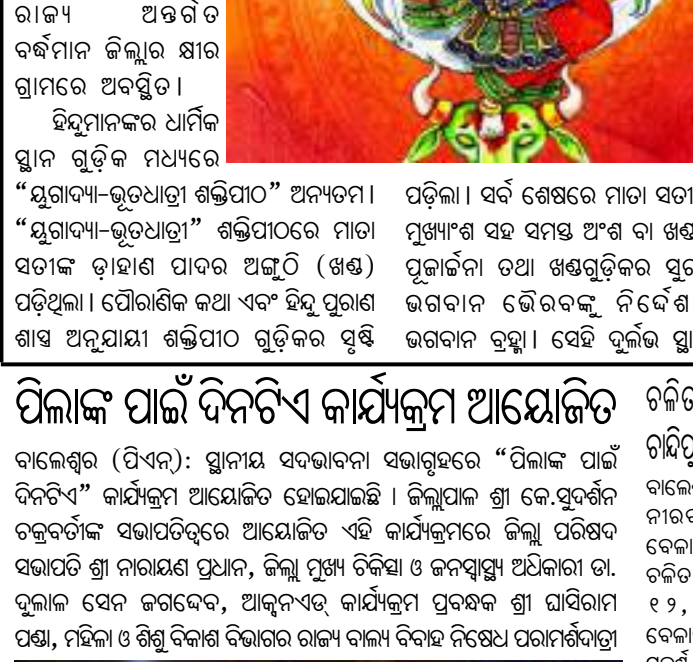 ରାଜ୍ୟ ଅନ୍ତର୍ଗତ
ବର୍ଦ୍ଧମାନ ଜିଲ୍ଲାର କ୍ଷୀର
ଗ୍ରାମରେ ଅବସ୍ଥିତ।
ହିନ୍ଦୁମାନଙ୍କର ଧାର୍ମିକ
ସ୍ଥାନ ଗୁଡ଼ିକ ମଧ୍ୟରେ
“ଯୁଗାଦ୍ୟା-ଭୂତଧାତ୍ରୀ ଶକ୍ତିପୀଠ” ଅନ୍ୟତମ।
“ଯୁଗାଦ୍ୟା-ଭୂତଧାତ୍ରୀ” ଶକ୍ତିପୀଠରେ ମାତା
ସତୀଙ୍କ ଡ଼ାହାଣ ପାଦର ଅଙ୍ଗୁଠି (ଖଣ୍ଡ)
ପଡ଼ିଥିଲା। ପୌରାଣିକ କଥା ଏବଂ ହିନ୍ଦୁ ପୁରାଣ
ଶାସ୍ତ୍ର ଅନୁଯାୟୀ ଶକ୍ତିପୀଠ ଗୁଡ଼ିକର ସୃଷ୍ଟି
ପଡ଼ିଲା। ସର୍ବ ଶେଷରେ ମାତା ସତୀ
ମୁଖ୍ୟାଂଶ ସହ ସମସ୍ତ ଅଂଶ ବା
ପୂଜାର୍ଚ୍ଚନା ତଥା ଖଣ୍ଡଗୁଡ଼ିକର
ଭଗବାନ ଭୈରବଙ୍କୁ ନିର୍ଦ୍ଦେଶ
ଭଗବାନ ବ୍ରହ୍ମା। ସେହି ଦୁର୍ଲଭ
ପିଲାଙ୍କ ପାଇଁ ଦିନଟିଏ କାର୍ଯ୍ୟକ୍ରମ ଆୟୋଜିତ
ବାଲେଶ୍ୱର (ପିଏନ୍): ସ୍ଥାନୀୟ ସଦଭାବନା ସଭାଗୃହରେ “ପିଲାଙ୍କ ପାଇଁ
ଦିନଟିଏ” କାର୍ଯ୍ୟକ୍ରମ ଆୟୋଜିତ ହୋଇଯାଇଛି । ଜିଲ୍ଲାପାଳ ଶ୍ରୀ କେ.ସୁଦର୍ଶନ
ଚକ୍ରବର୍ତୀଙ୍କ ସଭାପତିତ୍ୱରେ ଆୟୋଜିତ ଏହି କାର୍ଯ୍ୟକ୍ରମରେ ଜିଲ୍ଲା ପରିଷଦ
ସଭାପତି ଶ୍ରୀ ନାରାୟଣ ପ୍ରଧାନ, ଜିଲ୍ଲା ମୁଖ୍ୟ ଚିକିତ୍ସା ଓ ଜନସ୍ୱାସ୍ଥ୍ୟ ଅଧିକାରୀ ଡା.
ଦୁଲାଳ ସେନ ଜଗଦ୍ଦେବ, ଆକ୍ସନଏଡ୍ କାର୍ଯ୍ୟକ୍ରମ ପ୍ରବନ୍ଧକ ଶ୍ରୀ ଘାସିରାମ
ପଣ୍ଡା, ମହିଳା ଓ ଶିଶୁ ବିକାଶ ବିଭାଗର ରାଜ୍ୟ ବାଲ୍ୟ ବିବାହ ନିଷେଧ ପରାମର୍ଶଦାତ୍ରୀ
ଚଳିତ
୧୨,